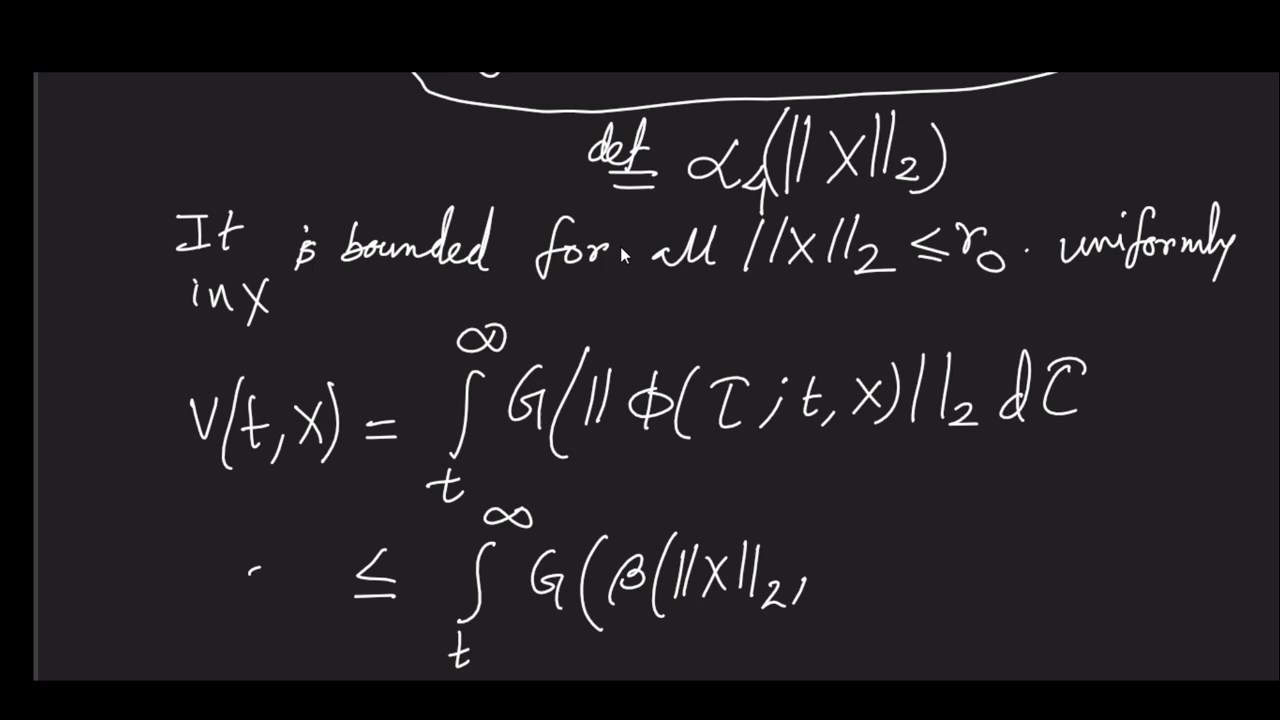 def
= α₄(||X||₂)
It is bounded for all ||X||₂ ≤ r₀. uniformly
in X
V(t,X) = ∫ₜ^∞ G(||ϕ(τ;t,X)||₂ dτ
≤ ∫ₜ^∞ G(β(||X||₂,